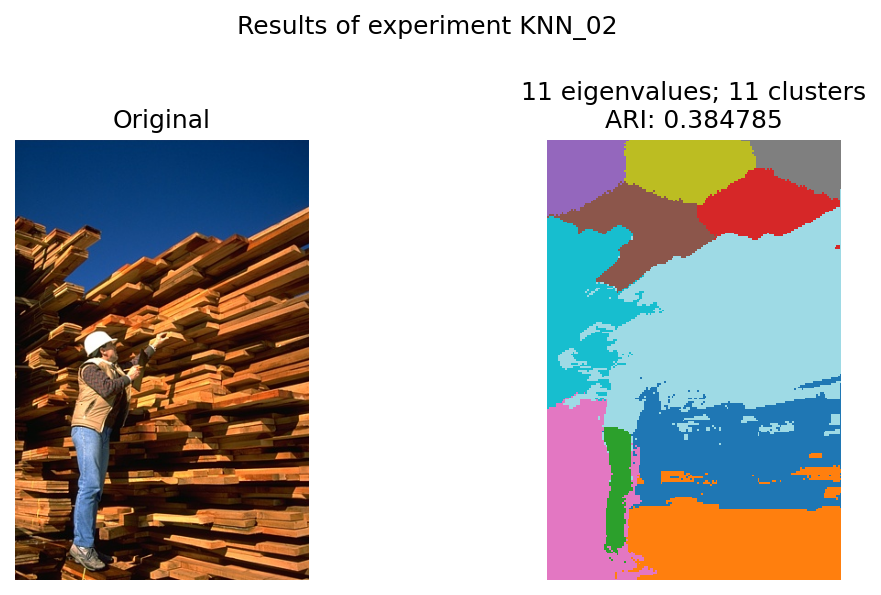 Results of experiment KNN_02
Original
11 eigenvalues; 11 clusters
ARI: 0.384785